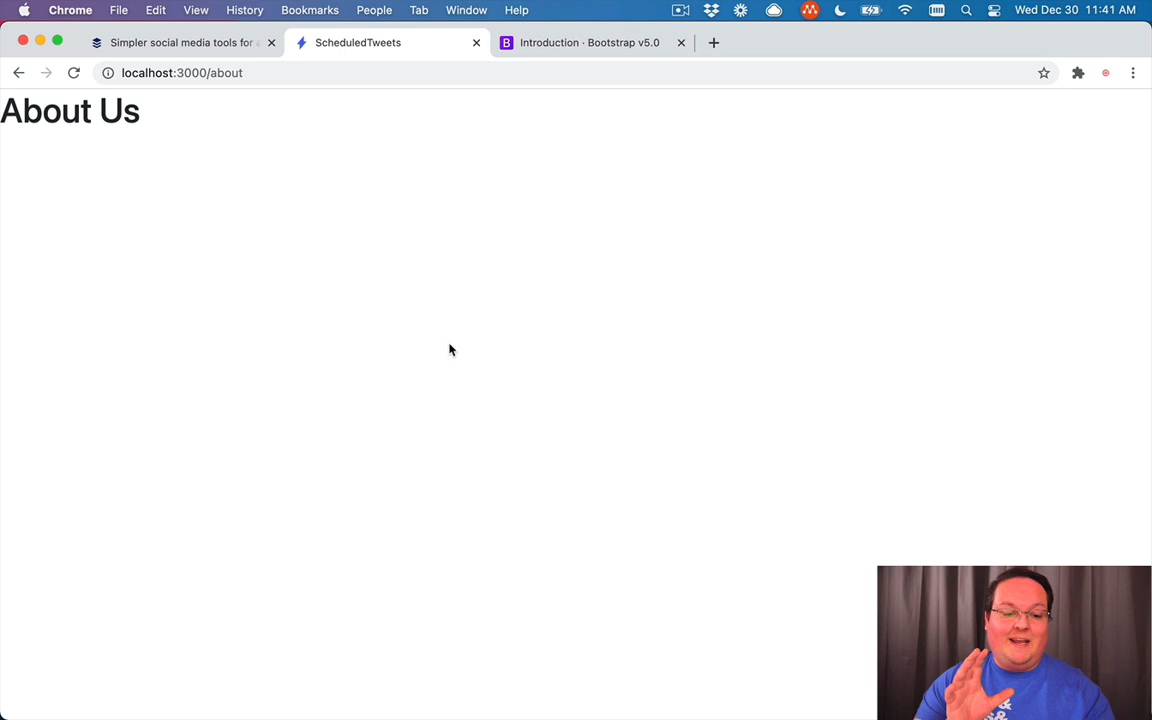 Chrome File Edit View History Bookmarks People Tab Window Help Wed Dec 30 11:41 AM
Simpler social media tools for a ScheduledTweets B Introduction · Bootstrap v5.0
localhost:3000/about
About Us
&
&